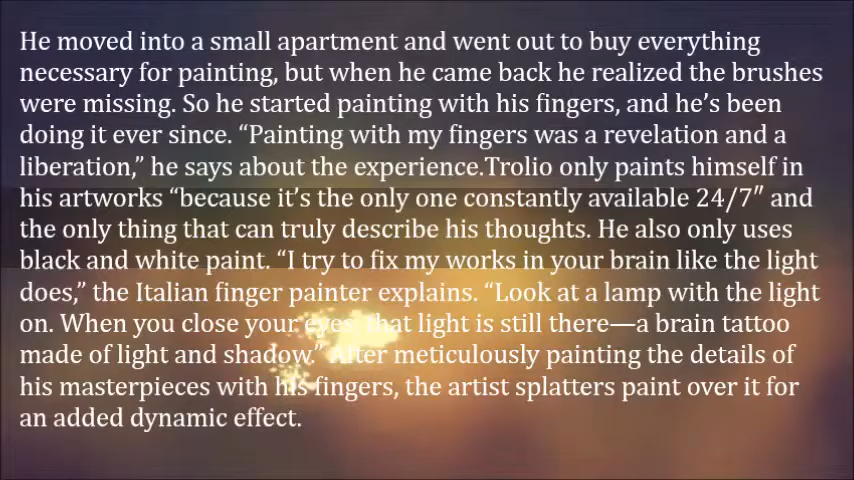 He moved into a small apartment and went out to buy everything
necessary for painting, but when he came back he realized the brushes
were missing. So he started painting with his fingers, and he’s been
doing it ever since. “Painting with my fingers was a revelation and a
liberation,” he says about the experience.Trolio only paints himself in
his artworks “because it’s the only one constantly available 24/7″ and
the only thing that can truly describe his thoughts. He also only uses
black and white paint. “I try to fix my works in your brain like the light
does,” the Italian finger painter explains. “Look at a lamp with the light
on. When you close your eyes, that light is still there—a brain tattoo
made of light and shadow.” After meticulously painting the details of
his masterpieces with his fingers, the artist splatters paint over it for
an added dynamic effect.